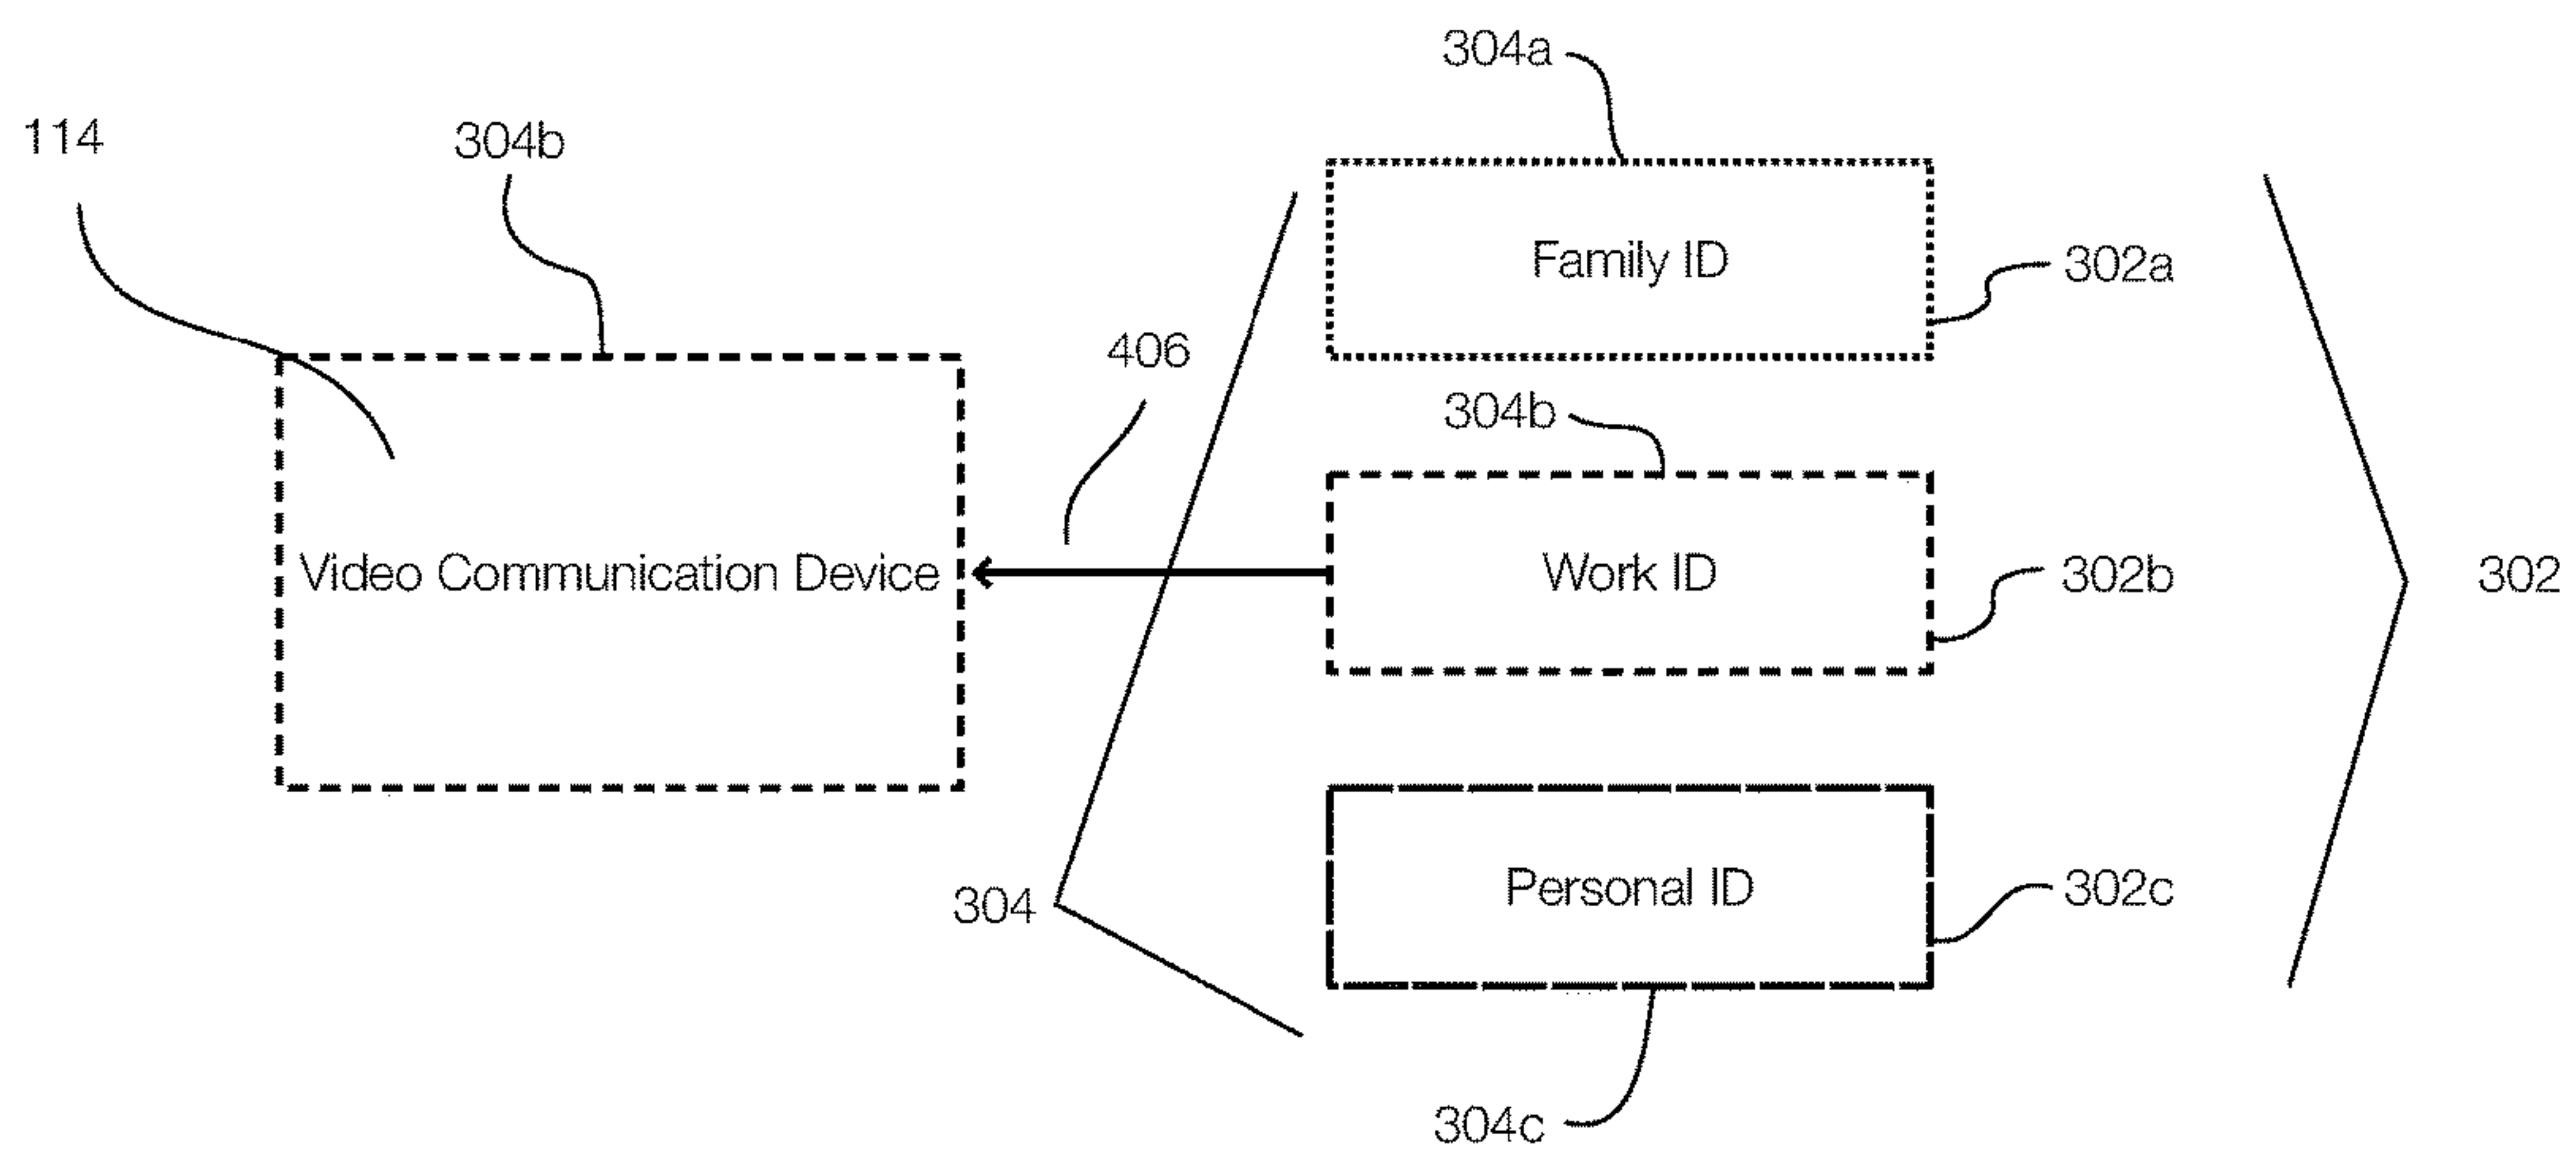 304a
114
304b
Family ID
302a
406
304b
Video Communication Device
Work ID
302b
302
304
Personal ID
302c
304c